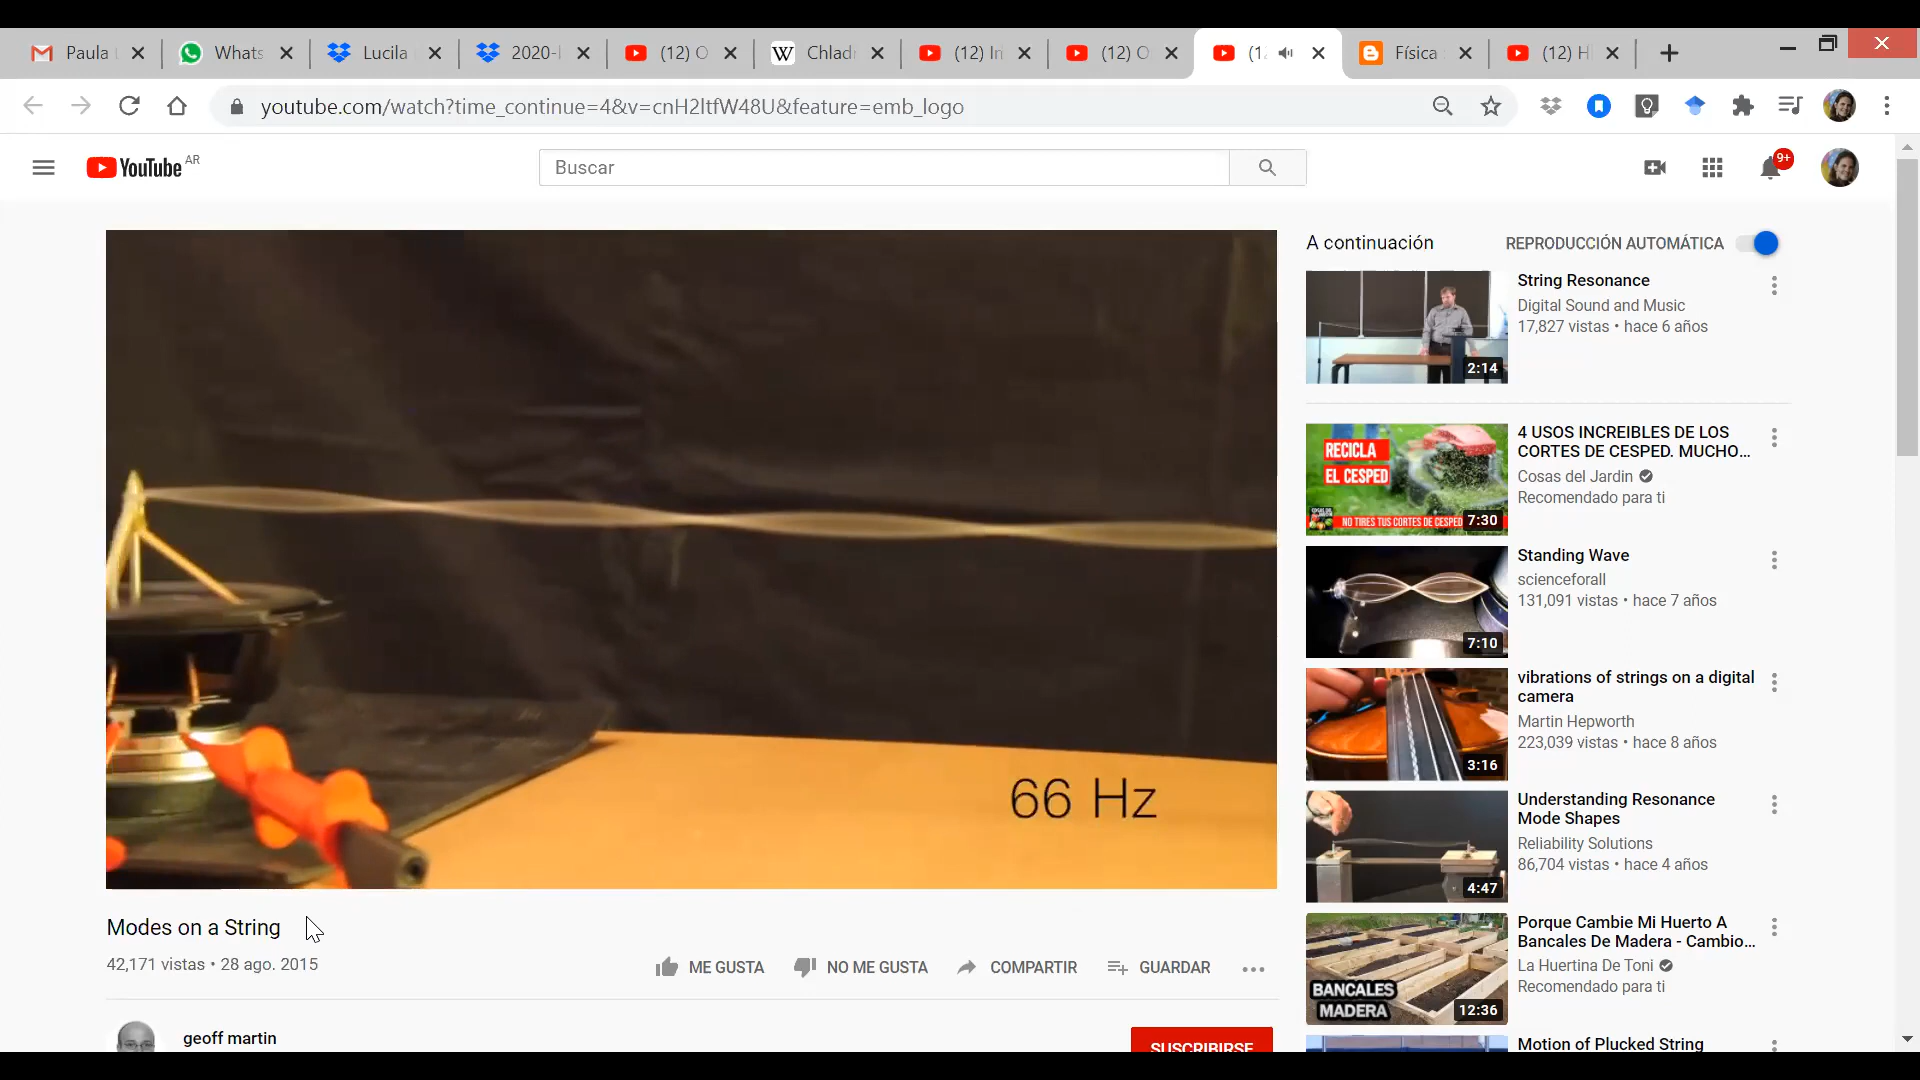 Paula
Whats
Lucila
2020-
(12) O
W Chladr
(12) In
(12) O
(12
Física
(12) H
youtube.com/watch?time_continue=4&v=cnH2ltfW48U&feature=emb_logo
YouTube AR
Buscar
9+
66 Hz
Modes on a String
42,171 vistas • 28 ago. 2015
ME GUSTA
NO ME GUSTA
COMPARTIR
GUARDAR
geoff martin
SUSCRIBIRSE
A continuación
REPRODUCCIÓN AUTOMÁTICA
String Resonance
Digital Sound and Music
17,827 vistas • hace 6 años
2:14
4 USOS INCREIBLES DE LOS
CORTES DE CESPED. MUCHO...
Cosas del Jardin
Recomendado para ti
RECICLA
EL CESPED
NO TIRES TUS CORTES DE CESPED
7:30
Standing Wave
scienceforall
131,091 vistas • hace 7 años
7:10
vibrations of strings on a digital
camera
Martin Hepworth
223,039 vistas • hace 8 años
3:16
Understanding Resonance
Mode Shapes
Reliability Solutions
86,704 vistas • hace 4 años
4:47
Porque Cambie Mi Huerto A
Bancales De Madera - Cambio...
La Huertina De Toni
Recomendado para ti
BANCALES
MADERA
12:36
Motion of Plucked String